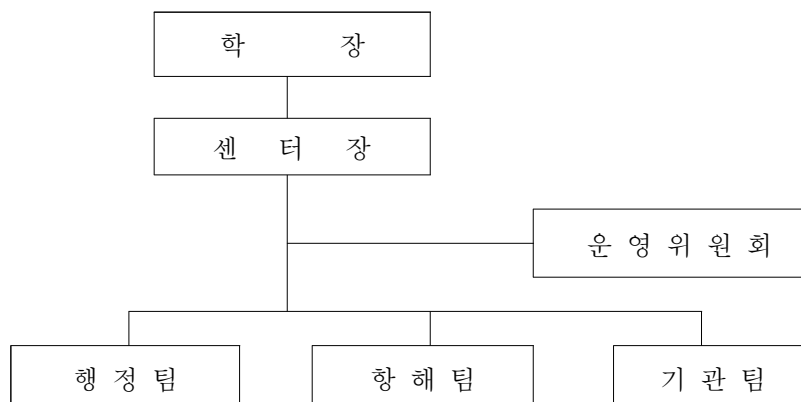 학 장
센 터 장
운 영 위 원 회
행 정 팀 항 해 팀 기 관 팀